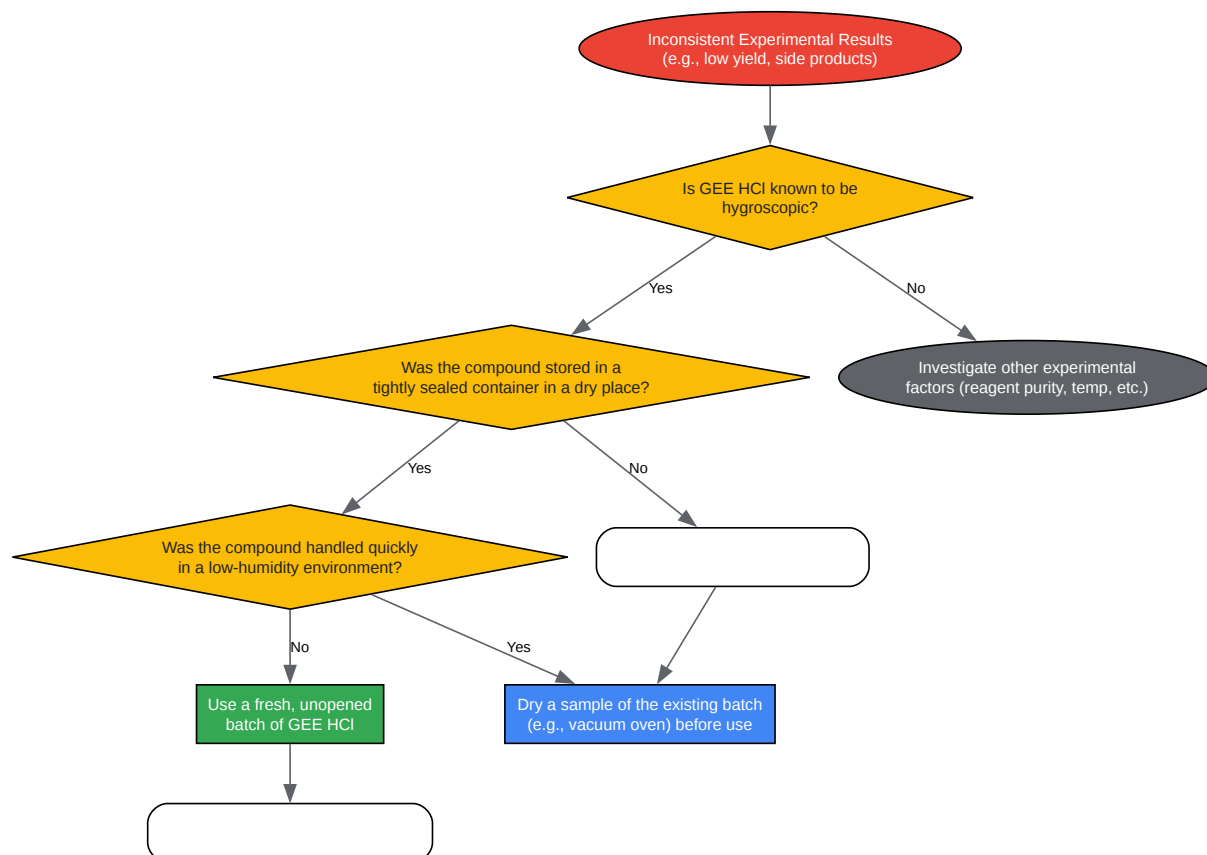 Inconsistent Experimental Results
(e.g., low yield, side products)
Is GEE HCl known to be
hygroscopic?
Yes
No
Was the compound stored in a
tightly sealed container in a dry place?
Investigate other experimental
factors (reagent purity, temp, etc.)
Yes
No
Was the compound handled quickly
in a low-humidity environment?
No
Yes
Use a fresh, unopened
batch of GEE HCl
Dry a sample of the existing batch
(e.g., vacuum oven) before use